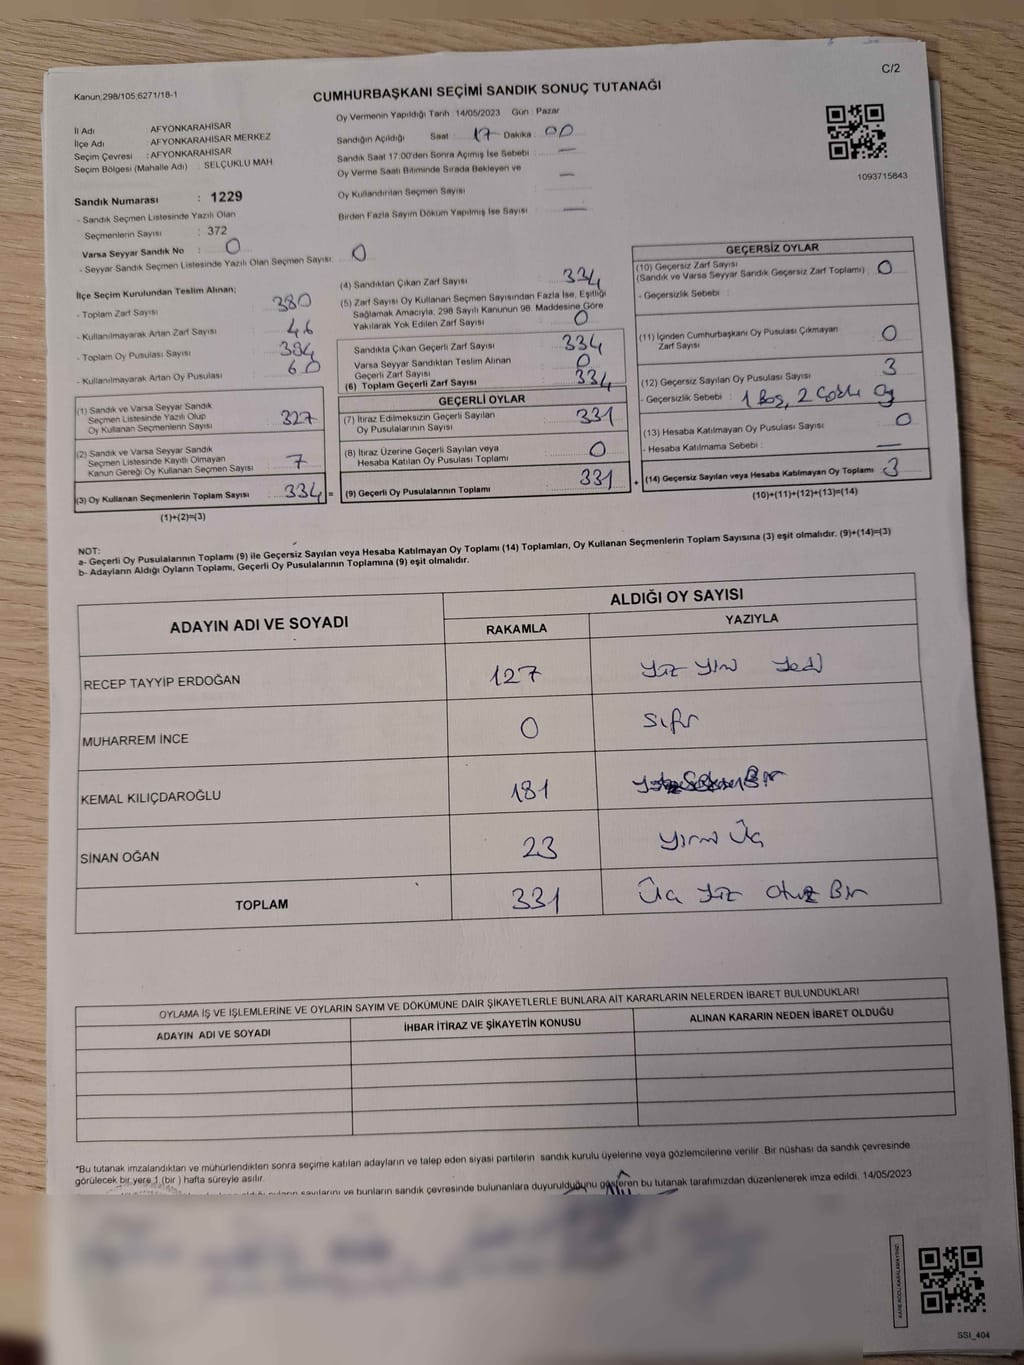 C/2
Kanun;298/105;6271/18-1
CUMHURBAŞKANI SEÇİMİ SANDIK SONUÇ TUTANAĞI
İl Adı AFYONKARAHİSAR
İlçe Adı : AFYONKARAHİSAR MERKEZ
Seçim Çevresi : AFYONKARAHİSAR
Seçim Bölgesi (Mahalle Adı) : SELÇUKLU MAH
Sandık Numarası : 1229
- Sandık Seçmen Listesinde Yazılı Olan
Seçmenlerin Sayısı : 372
Varsa Seyyar Sandık No : 0
- Seyyar Sandık Seçmen Listesinde Yazılı Olan Seçmen Sayısı: 0
Oy Vermenin Yapıldığı Tarih 14/05/2023 Gün : Pazar
Sandığın Açıldığı Saat : 17 Dakika : 00
Sandık Saat 17:00'den Sonra Açımış İse Sebebi : —
Oy Verme Saati Bitiminde Sırada Bekleyen ve
Oy Kullandırılan Seçmen Sayısı : —
Birden Fazla Sayım Döküm Yapılmış İse Sayısı : —
1093715643
İlçe Seçim Kurulundan Teslim Alınan;
- Toplam Zarf Sayısı : 380
- Kullanılmayarak Artan Zarf Sayısı : 46
- Toplam Oy Pusulası Sayısı : 394
- Kullanılmayarak Artan Oy Pusulası : 60
(1) Sandık ve Varsa Seyyar Sandık
Seçmen Listesinde Yazılı Olup
Oy Kullanan Seçmenlerin Sayısı : 327
(2) Sandık ve Varsa Seyyar Sandık
Seçmen Listesinde Kayıtlı Olmayan
Kanun Gereği Oy Kullanan Seçmen Sayısı : 7
(3) Oy Kullanan Seçmenlerin Toplam Sayısı : 334 =
(1)+(2)=(3)
(4) Sandıktan Çıkan Zarf Sayısı : 334
(5) Zarf Sayısı Oy Kullanan Seçmen Sayısından Fazla İse, Eşitliği
Sağlamak Amacıyla; 298 Sayılı Kanunun 98. Maddesine Göre
Yakılarak Yok Edilen Zarf Sayısı : 0
Sandıkta Çıkan Geçerli Zarf Sayısı : 334
Varsa Seyyar Sandıktan Teslim Alınan
Geçerli Zarf Sayısı : 0
(6) Toplam Geçerli Zarf Sayısı : 334
GEÇERLİ OYLAR
(7) İtiraz Edilmeksizin Geçerli Sayılan
Oy Pusulalarının Sayısı : 331
(8) İtiraz Üzerine Geçerli Sayılan veya
Hesaba Katılan Oy Pusulası Toplamı : 0
(9) Geçerli Oy Pusulalarının Toplamı : 331 +
GEÇERSİZ OYLAR
(10) Geçersiz Zarf Sayısı
(Sandık ve Varsa Seyyar Sandık Geçersiz Zarf Toplamı) : 0
- Geçersizlik Sebebi :
(11) İçinden Cumhurbaşkanı Oy Pusulası Çıkmayan
Zarf Sayısı : 0
(12) Geçersiz Sayılan Oy Pusulası Sayısı : 3
- Geçersizlik Sebebi : 1 Boş, 2 Çoklu Oy
(13) Hesaba Katılmayan Oy Pusulası Sayısı : 0
- Hesaba Katılmama Sebebi : —
(14) Geçersiz Sayılan veya Hesaba Katılmayan Oy Toplamı : 3
(10)+(11)+(12)+(13)=(14)
NOT:
a- Geçerli Oy Pusulalarının Toplamı (9) ile Geçersiz Sayılan veya Hesaba Katılmayan Oy Toplamı (14) Toplamları, Oy Kullanan Seçmenlerin Toplam Sayısına (3) eşit olmalıdır. (9)+(14)=(3)
b- Adayların Aldığı Oyların Toplamı, Geçerli Oy Pusulalarının Toplamına (9) eşit olmalıdır.
ADAYIN ADI VE SOYADI
ALDIĞI OY SAYISI
RAKAMLA YAZIYLA
RECEP TAYYİP ERDOĞAN 127 Yüz Yirmi Yedi
MUHARREM İNCE 0 Sıfır
KEMAL KILIÇDAROĞLU 181 Yüz Seksen Bir
SİNAN OĞAN 23 Yirmi Üç
TOPLAM 331 Üç Yüz Otuz Bir
OYLAMA İŞ VE İŞLEMLERİNE VE OYLARIN SAYIM VE DÖKÜMÜNE DAİR ŞİKAYETLERLE BUNLARA AİT KARARLARIN NELERDEN İBARET BULUNDUKLARI
ADAYIN ADI VE SOYADI İHBAR İTİRAZ VE ŞİKAYETİN KONUSU ALINAN KARARIN NEDEN İBARET OLDUĞU
*Bu tutanak imzalandıktan ve mühürlendikten sonra seçime katılan adayların ve talep eden siyasi partilerin sandık kurulu üyelerine veya gözlemcilerine verilir. Bir nüshası da sandık çevresinde
görülecek bir yere 1 (bir ) hafta süreyle asılır.
sayılarını ve bunların sandık çevresinde bulunanlara duyurulduğunu gösteren bu tutanak tarafımızdan düzenlenerek imza edildi. 14/05/2023
SSI_404